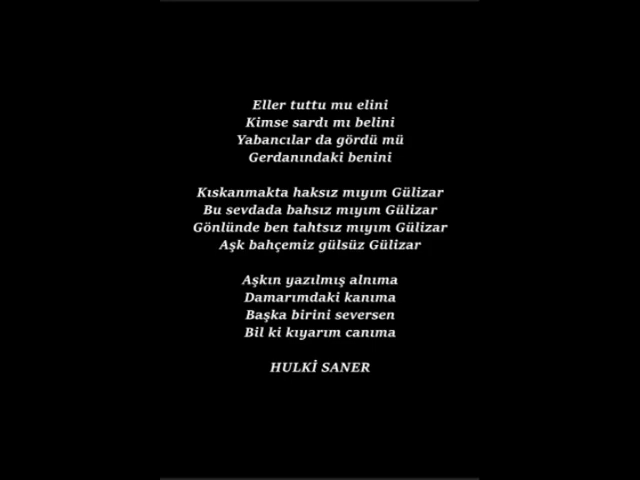 Eller tuttu mu elini
Kimse sardı mı belini
Yabancılar da gördü mü
Gerdanındaki benini
Kıskanmakta haksız mıyım Gülizar
Bu sevdada bahsız mıyım Gülizar
Gönlünde ben tahtsız mıyım Gülizar
Aşk bahçemiz gülsüz Gülizar
Aşkın yazılmış alnıma
Damarımdaki kanıma
Başka birini seversen
Bil ki kıyarım canıma
HULKİ SANER